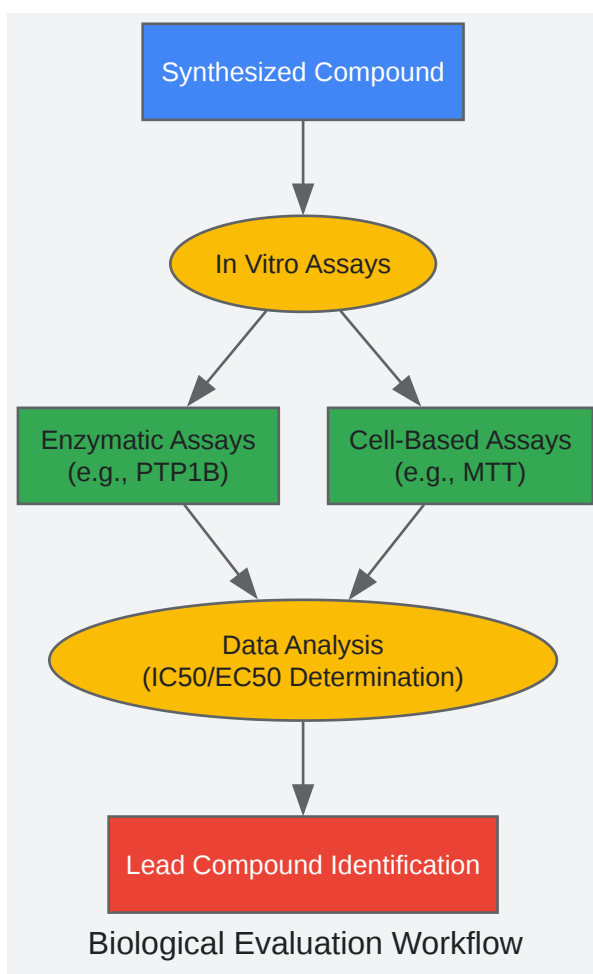 Synthesized Compound
In Vitro Assays
Enzymatic Assays
(e.g., PTP1B)
Cell-Based Assays
(e.g., MTT)
Data Analysis
(IC50/EC50 Determination)
Lead Compound Identification
Biological Evaluation Workflow